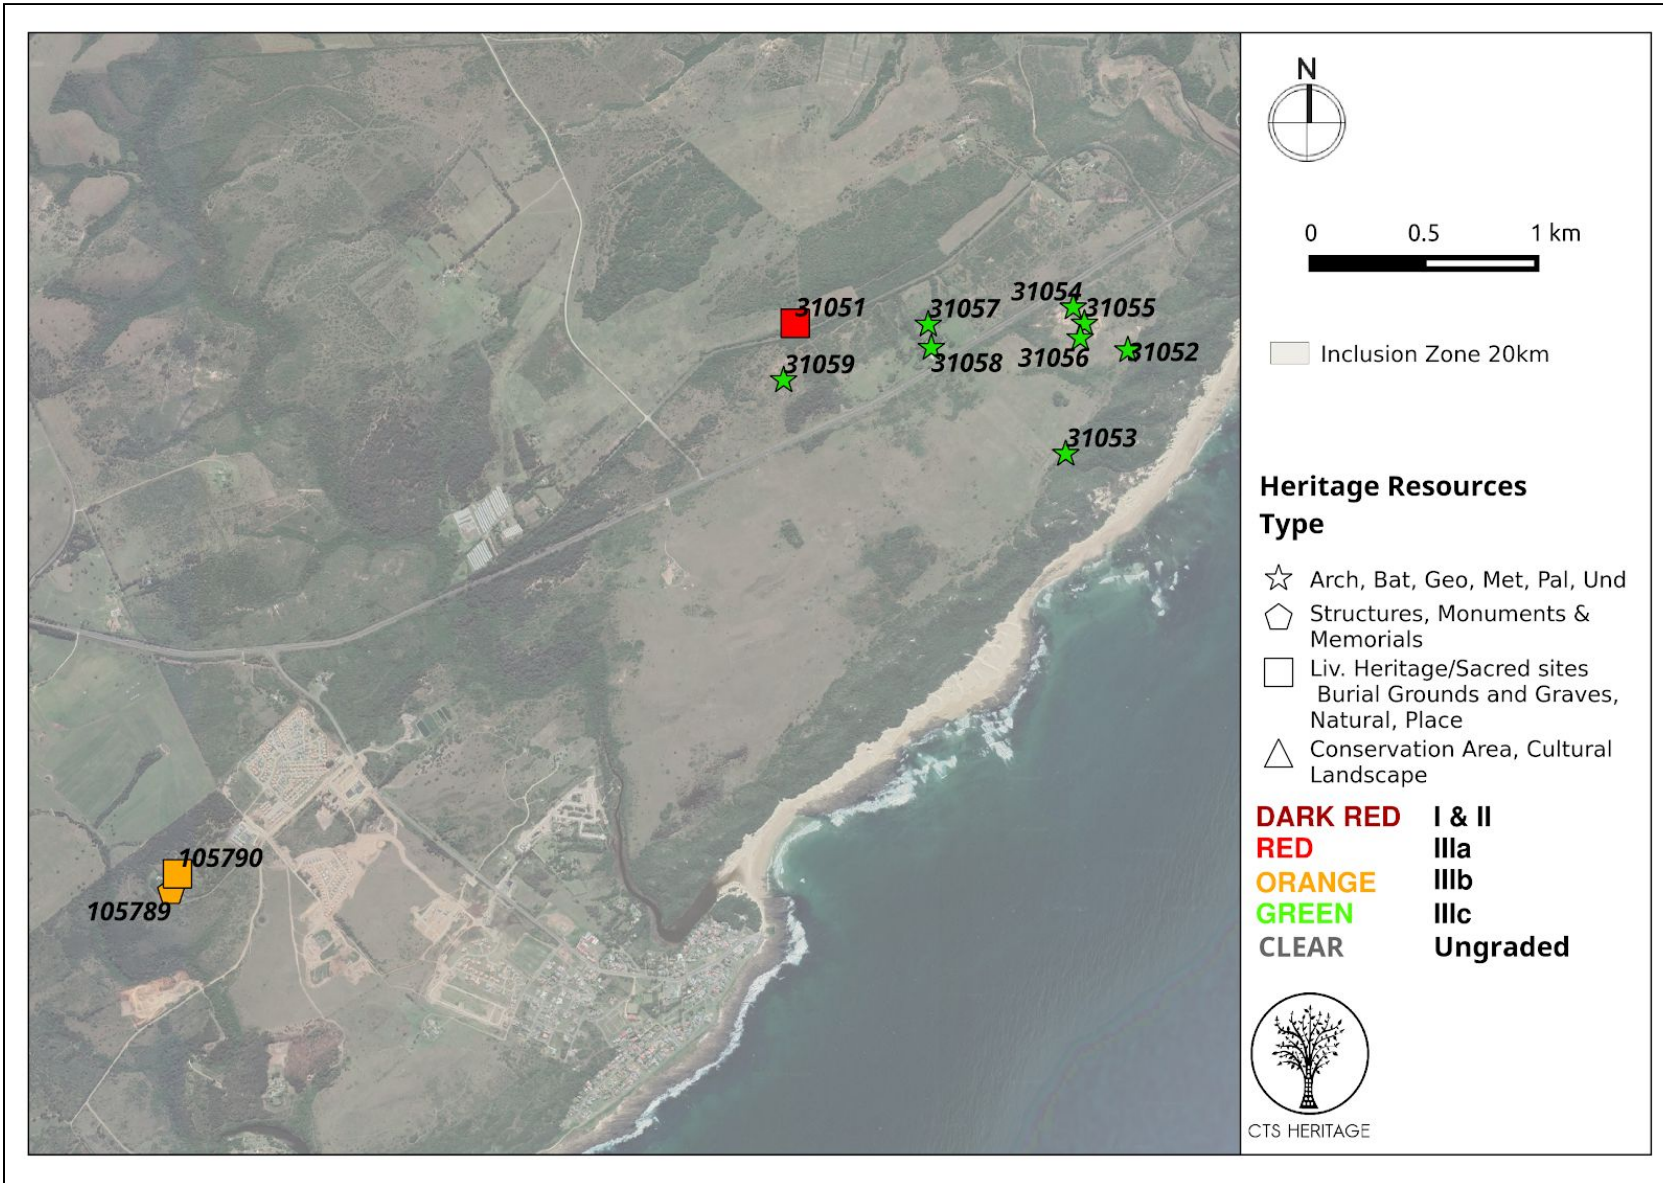 31051
31059
31057
31058
31054
31055
31056
31052
31053
105790
105789
N
0 0.5 1 km
Inclusion Zone 20km
Heritage Resources
Type
Arch, Bat, Geo, Met, Pal, Und
Structures, Monuments &
Memorials
Liv. Heritage/Sacred sites
Burial Grounds and Graves,
Natural, Place
Conservation Area, Cultural
Landscape
DARK RED I & II
RED IIIa
ORANGE IIIb
GREEN IIIc
CLEAR Ungraded
CTS HERITAGE